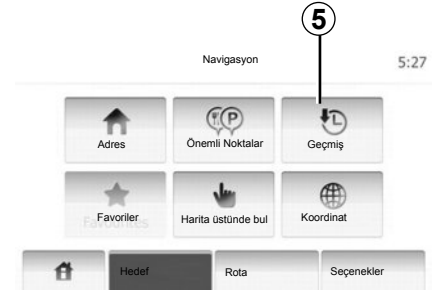 5
Navigasyon 5:27
Adres Önemli Noktalar Geçmiş
Favoriler Harita üstünde bul Koordinat
Favourites
Hedef Rota Seçenekler